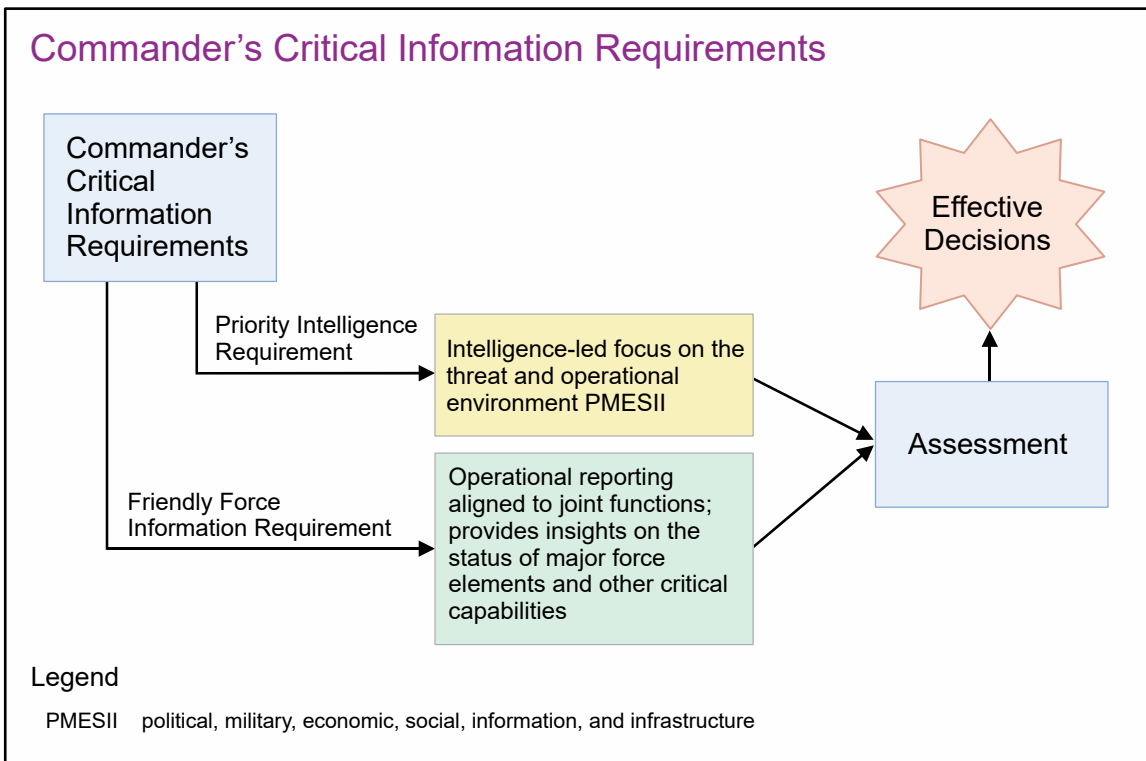 Commander’s Critical Information Requirements
Commander’s
Critical
Information
Requirements
Effective
Decisions
Priority Intelligence
Requirement
Intelligence-led focus on the
threat and operational
environment PMESII
Assessment
Friendly Force
Information Requirement
Operational reporting
aligned to joint functions;
provides insights on the
status of major force
elements and other critical
capabilities
Legend
PMESII political, military, economic, social, information, and infrastructure